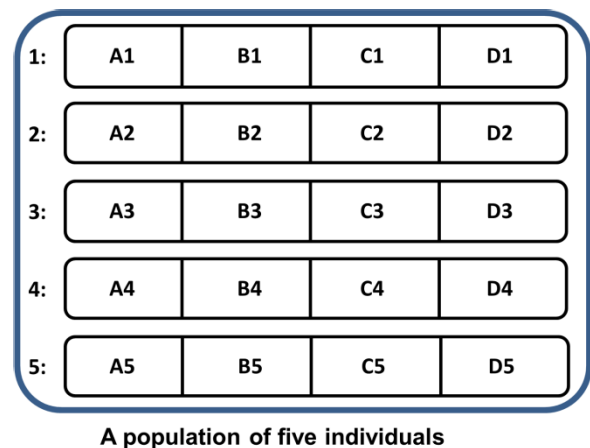 1: A1 B1 C1 D1
2: A2 B2 C2 D2
3: A3 B3 C3 D3
4: A4 B4 C4 D4
5: A5 B5 C5 D5
A population of five individuals